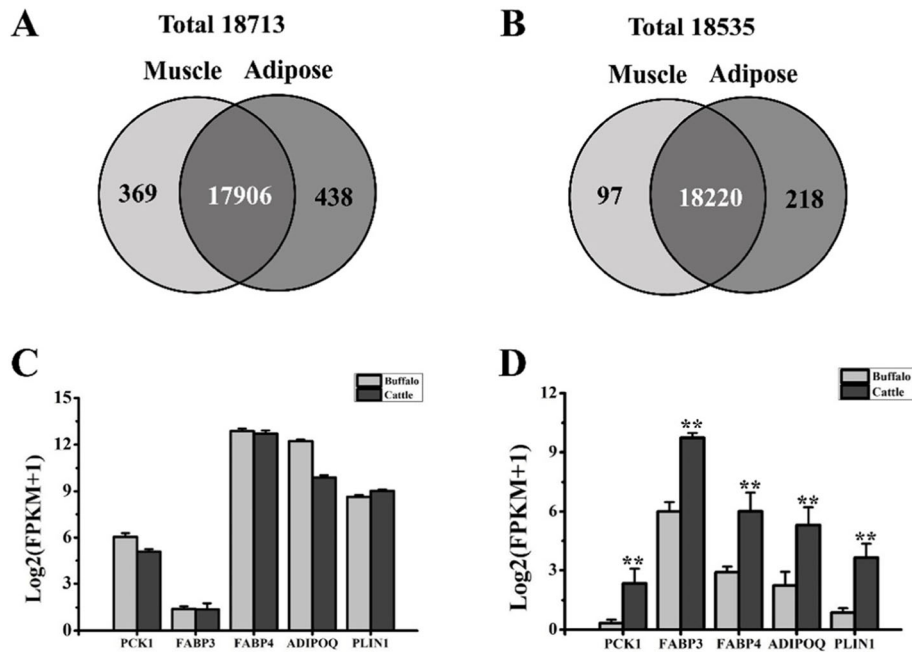 A
Total 18713
Muscle Adipose
369 17906 438
B
Total 18535
Muscle Adipose
97 18220 218
C
Buffalo
Cattle
Log2(FPKM+1)
15
12
9
6
3
0
PCK1 FABP3 FABP4 ADIPOQ PLIN1
D
Buffalo
Cattle
Log2(FPKM+1)
12
9
6
3
0
**
**
**
**
**
PCK1 FABP3 FABP4 ADIPOQ PLIN1